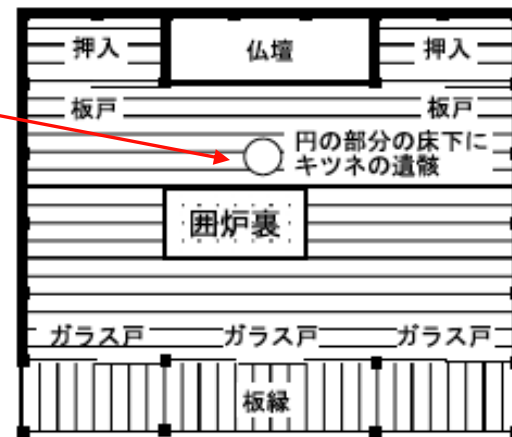 押入
仏壇
押入
板戸
板戸
円の部分の床下に
キツネの遺骸
囲炉裏
ガラス戸
ガラス戸
ガラス戸
板縁